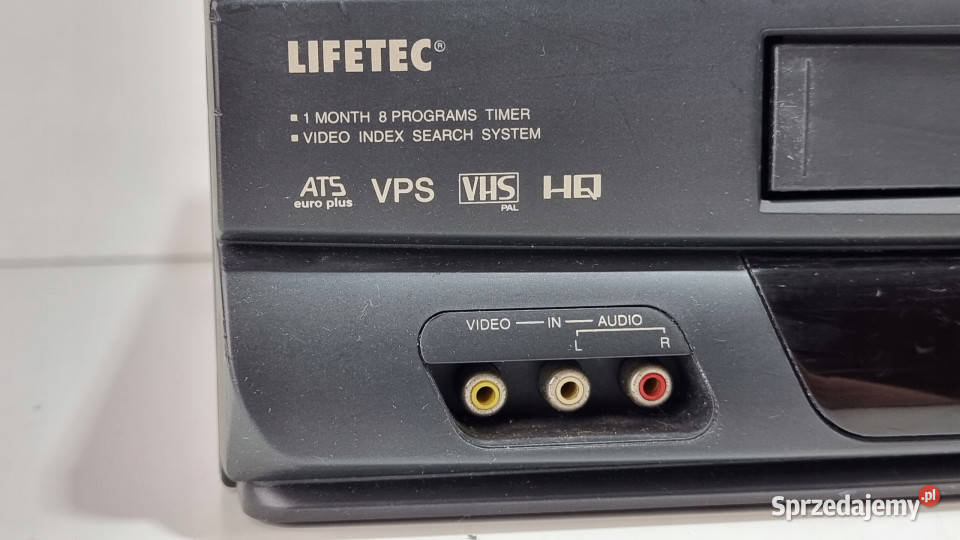 LIFETEC®
1 MONTH 8 PROGRAMS TIMER
VIDEO INDEX SEARCH SYSTEM
ATS euro plus VPS VHS PAL HQ
VIDEO IN AUDIO
L R
Sprzedajemy.pl